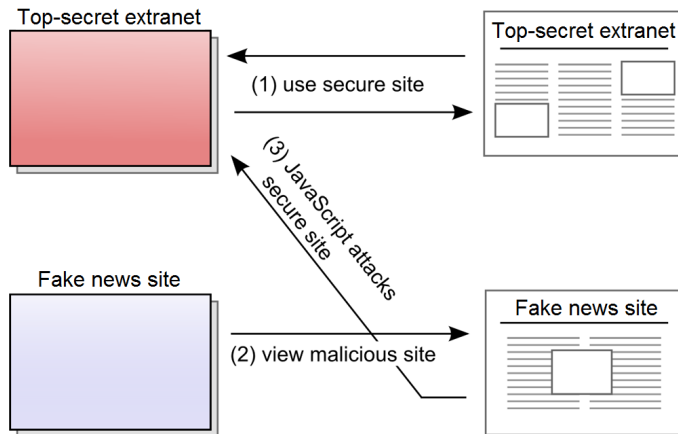 Top-secret extranet
Top-secret extranet
(1) use secure site
(3) JavaScript attacks
secure site
Fake news site
Fake news site
(2) view malicious site